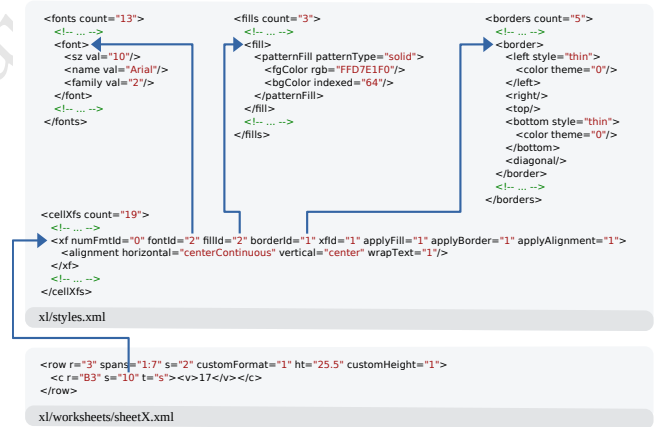 <fonts count="13">
<!-- ... -->
<font>
<sz val="10"/>
<name val="Arial"/>
<family val="2"/>
</font>
<!-- ... -->
</fonts>
<fills count="3">
<!-- ... -->
<fill>
<patternFill patternType="solid">
<fgColor rgb="FFD7E1F0"/>
<bgColor indexed="64"/>
</patternFill>
</fill>
<!-- ... -->
</fills>
<borders count="5">
<!-- ... -->
<border>
<left style="thin">
<color theme="0"/>
</left>
<right/>
<top/>
<bottom style="thin">
<color theme="0"/>
</bottom>
<diagonal/>
</border>
<!-- ... -->
</borders>
<cellXfs count="19">
<!-- ... -->
<xf numFmtId="0" fontId="2" fillId="2" borderId="1" xfId="1" applyFill="1" applyBorder="1" applyAlignment="1">
<alignment horizontal="centerContinuous" vertical="center" wrapText="1"/>
</xf>
<!-- ... -->
</cellXfs>
xl/styles.xml
<row r="3" spans="1:7" s="2" customFormat="1" ht="25.5" customHeight="1">
<c r="B3" s="10" t="s"><v>17</v></c>
</row>
xl/worksheets/sheetX.xml